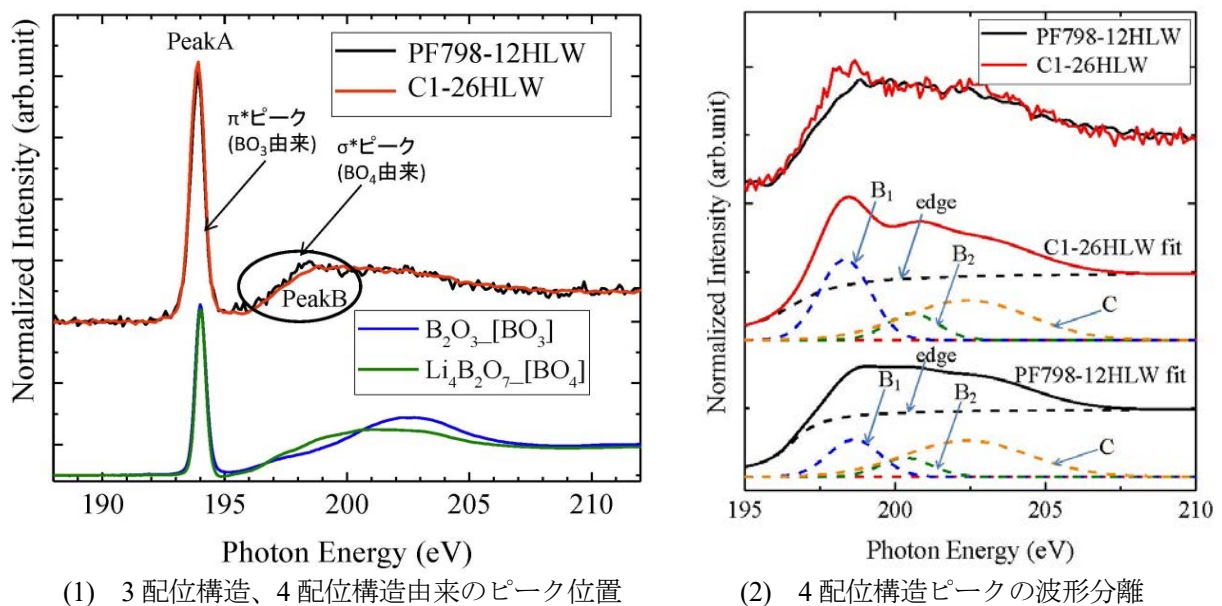 PeakA
PF798-12HLW
C1-26HLW
π*ピーク
(BO₃由来)
σ*ピーク
(BO₄由来)
PeakB
B₂O₃_[BO₃]
Li₄B₂O₇_[BO₄]
Normalized Intensity (arb.unit)
190 195 200 205 210
Photon Energy (eV)
(1) 3 配位構造、4 配位構造由来のピーク位置
PF798-12HLW
C1-26HLW
B₁
edge
C1-26HLW fit
B₂
C
edge
PF798-12HLW fit
B₁
B₂
C
Normalized Intensity (arb.unit)
195 200 205 210
Photon Energy (eV)
(2) 4 配位構造ピークの波形分離